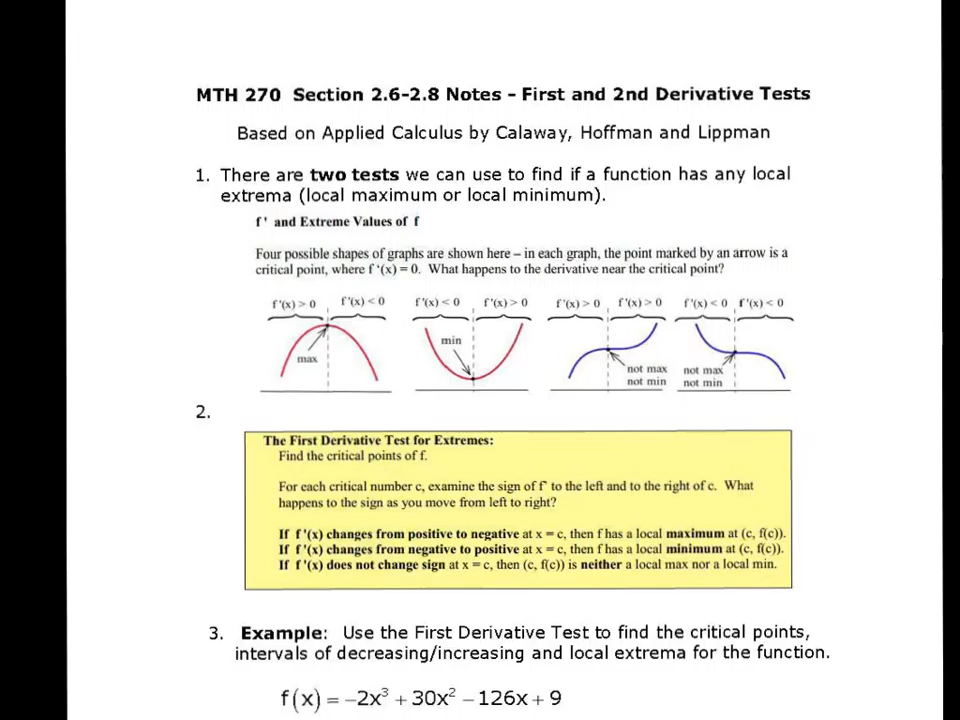 MTH 270  Section 2.6-2.8 Notes - First and 2nd Derivative Tests
Based on Applied Calculus by Calaway, Hoffman and Lippman
1. There are two tests we can use to find if a function has any local
extrema (local maximum or local minimum).
f ' and Extreme Values of f
Four possible shapes of graphs are shown here – in each graph, the point marked by an arrow is a
critical point, where f '(x) = 0.  What happens to the derivative near the critical point?
f '(x) > 0 f '(x) < 0 f '(x) < 0 f '(x) > 0 f '(x) > 0 f '(x) > 0 f '(x) < 0 f '(x) < 0
max
min
not max
not min
not max
not min
2.
The First Derivative Test for Extremes:
Find the critical points of f.
For each critical number c, examine the sign of f' to the left and to the right of c.  What
happens to the sign as you move from left to right?
If f '(x) changes from positive to negative at x = c, then f has a local maximum at (c, f(c)).
If f '(x) changes from negative to positive at x = c, then f has a local minimum at (c, f(c)).
If f '(x) does not change sign at x = c, then (c, f(c)) is neither a local max nor a local min.
3. Example:  Use the First Derivative Test to find the critical points,
intervals of decreasing/increasing and local extrema for the function.
f(x) = −2x³ + 30x² − 126x + 9